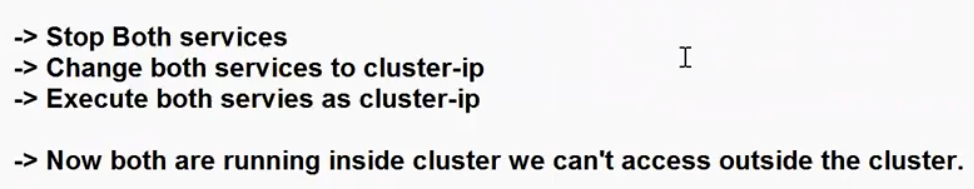 -> Stop Both services
-> Change both services to cluster-ip
-> Execute both servies as cluster-ip
-> Now both are running inside cluster we can't access outside the cluster.